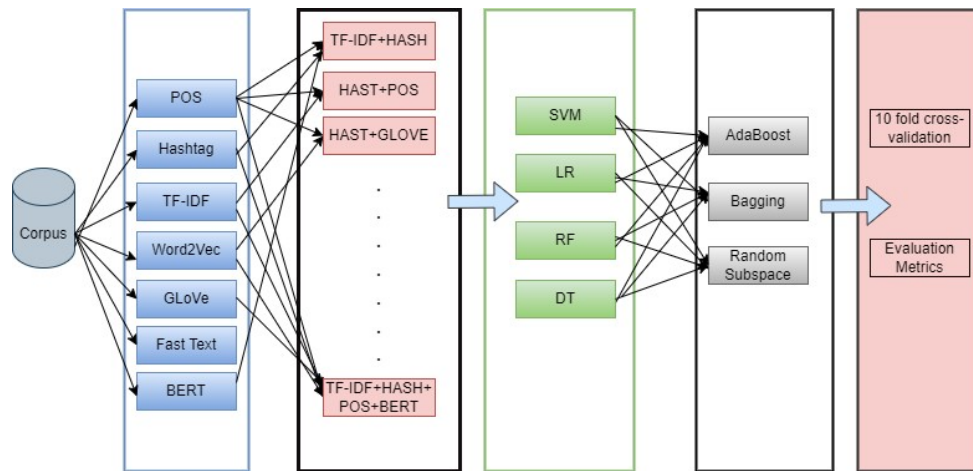 Corpus
POS
Hashtag
TF-IDF
Word2Vec
GLoVe
Fast Text
BERT
TF-IDF+HASH
HAST+POS
HAST+GLOVE
TF-IDF+HASH+
POS+BERT
SVM
LR
RF
DT
AdaBoost
Bagging
Random
Subspace
10 fold cross-
validation
Evaluation
Metrics